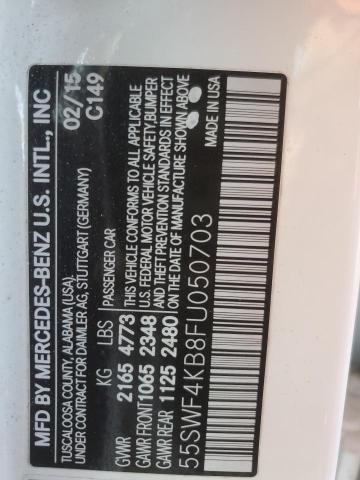 MFD BY MERCEDES-BENZ U.S. INTL., INC
TUSCALOOSA COUNTY, ALABAMA (USA). 02/15
UNDER CONTRACT FOR DAIMLER AG, STUTTGART (GERMANY) C149
KG LBS PASSENGER CAR
GVWR 2165 4773 THIS VEHICLE CONFORMS TO ALL APPLICABLE
GAWR FRONT 1065 2348 U.S. FEDERAL MOTOR VEHICLE SAFETY, BUMPER
GAWR REAR 1125 2480 AND THEFT PREVENTION STANDARDS IN EFFECT
ON THE DATE OF MANUFACTURE SHOWN ABOVE
55SWF4KB8FU050703 MADE IN USA